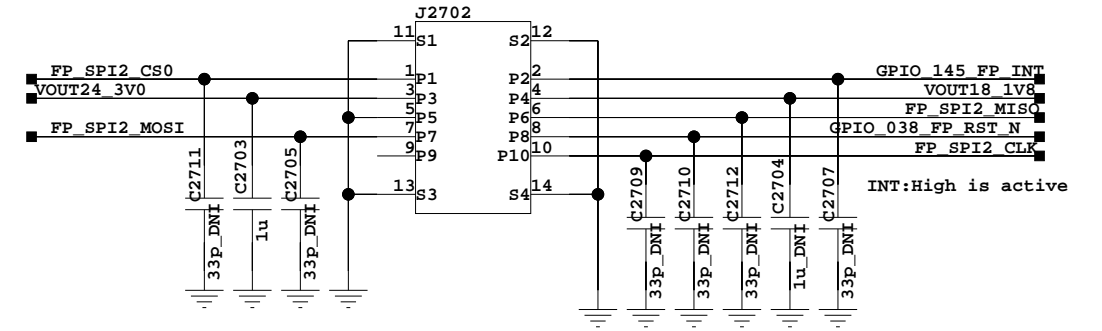 J2702
11 S1 S2 12
FP_SPI2_CS0 1 P1 P2 2 GPIO_145_FP_INT
VOUT24_3V0 3 P3 P4 4 VOUT18_1V8
5 P5 P6 6 FP_SPI2_MISO
FP_SPI2_MOSI 7 P7 P8 8 GPIO_038_FP_RST_N
9 P9 P10 10 FP_SPI2_CLK
13 S3 S4 14
INT:High is active
C2711
33p_DNI
C2703
1u
C2705
33p_DNI
C2709
33p_DNI
C2710
33p_DNI
C2712
33p_DNI
C2704
1u_DNI
C2707
33p_DNI